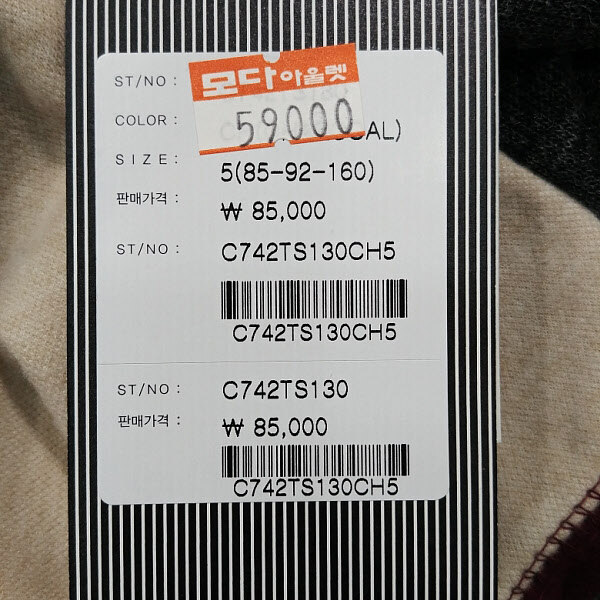 ST/NO :
모다아울렛
COLOR :
59000
SIZE : 5(85-92-160)
판매가격 : ₩ 85,000
ST/NO : C742TS130CH5
C742TS130CH5
ST/NO : C742TS130
판매가격 : ₩ 85,000
C742TS130CH5